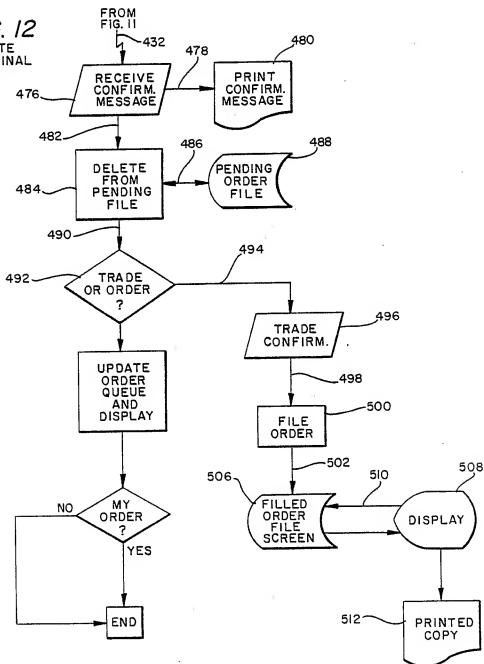 FROM
FIG. 11
. 12
TE
INAL
432
478
480
RECEIVE
CONFIRM.
MESSAGE
476
PRINT
CONFIRM.
MESSAGE
482
486
488
DELETE
FROM
PENDING
FILE
484
PENDING
ORDER
FILE
490
494
492
TRADE
OR ORDER
?
496
TRADE
CONFIRM.
UPDATE
ORDER
QUEUE
AND
DISPLAY
498
500
FILE
ORDER
502
506
510
508
FILLED
ORDER
FILE
SCREEN
DISPLAY
NO
MY
ORDER
?
YES
END
512
PRINTED
COPY